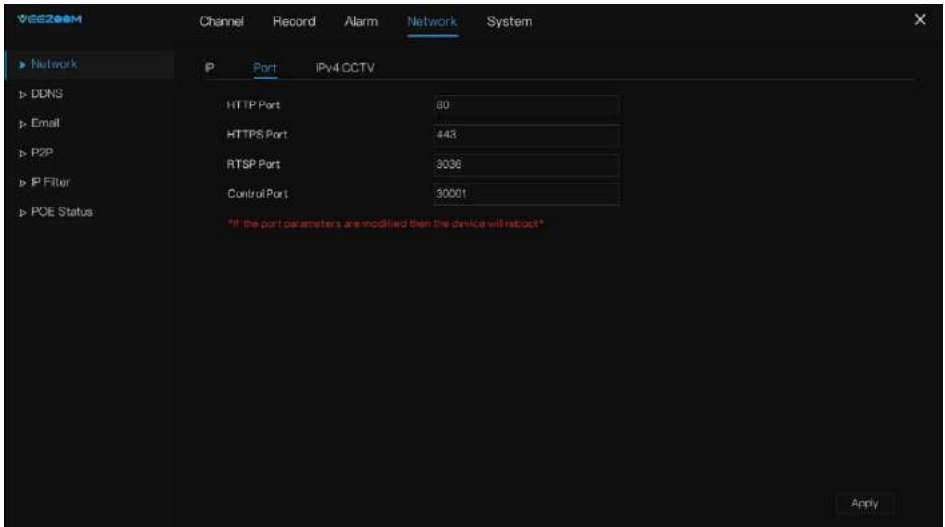 VEEZOOM Channel Record Alarm Network System X
Network
IP Port IPv4 CCTV
DDNS
HTTP Port 80
Email
HTTPS Port 443
P2P
RTSP Port 3036
IP Filter
Control Port 30001
POE Status
*If the port parameters are modified then the device will reboot*
Apply